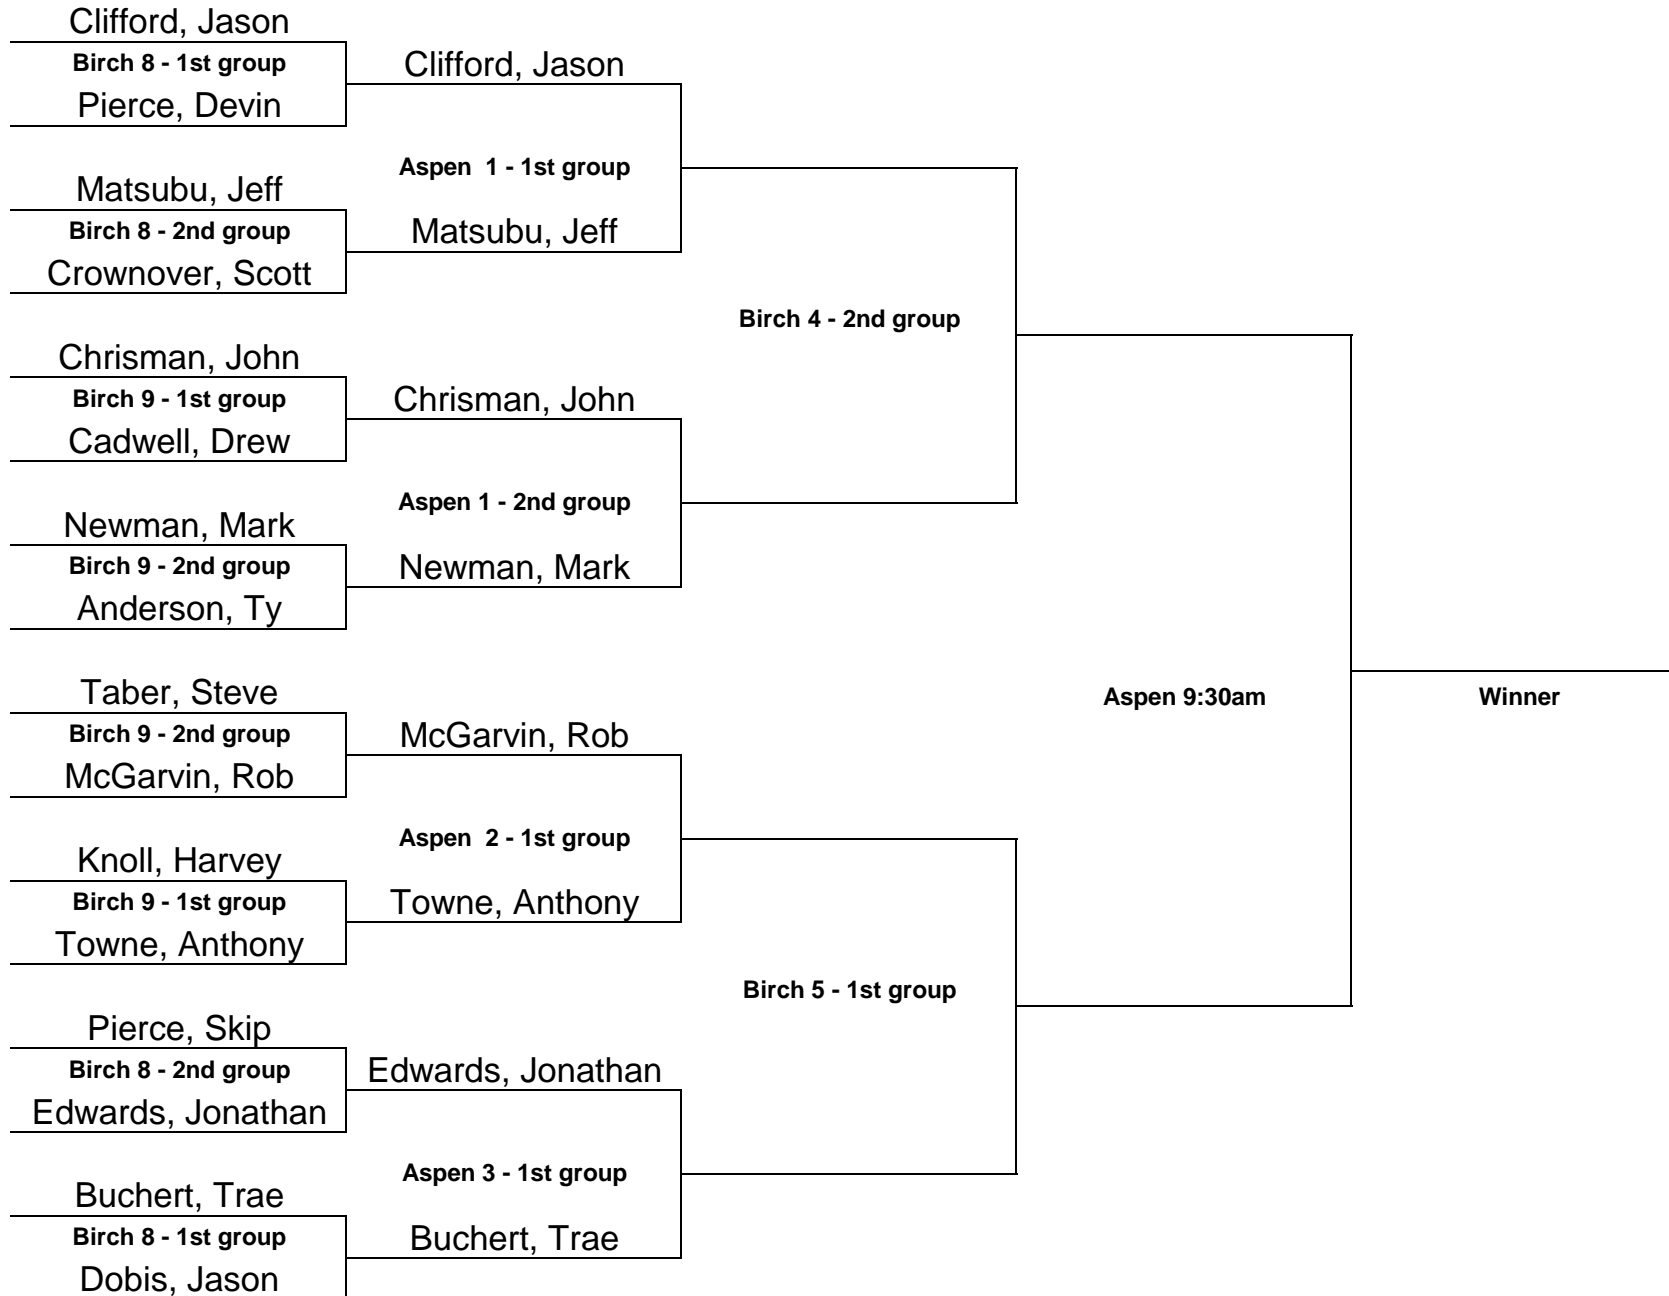 Clifford, Jason
Birch 8 - 1st group
Pierce, Devin
Matsubu, Jeff
Birch 8 - 2nd group
Crownover, Scott
Chrisman, John
Birch 9 - 1st group
Cadwell, Drew
Newman, Mark
Birch 9 - 2nd group
Anderson, Ty
Taber, Steve
Birch 9 - 2nd group
McGarvin, Rob
Knoll, Harvey
Birch 9 - 1st group
Towne, Anthony
Pierce, Skip
Birch 8 - 2nd group
Edwards, Jonathan
Buchert, Trae
Birch 8 - 1st group
Dobis, Jason
Clifford, Jason
Aspen  1 - 1st group
Matsubu, Jeff
Chrisman, John
Aspen 1 - 2nd group
Newman, Mark
McGarvin, Rob
Aspen  2 - 1st group
Towne, Anthony
Edwards, Jonathan
Aspen 3 - 1st group
Buchert, Trae
Birch 4 - 2nd group
Birch 5 - 1st group
Aspen 9:30am
Winner